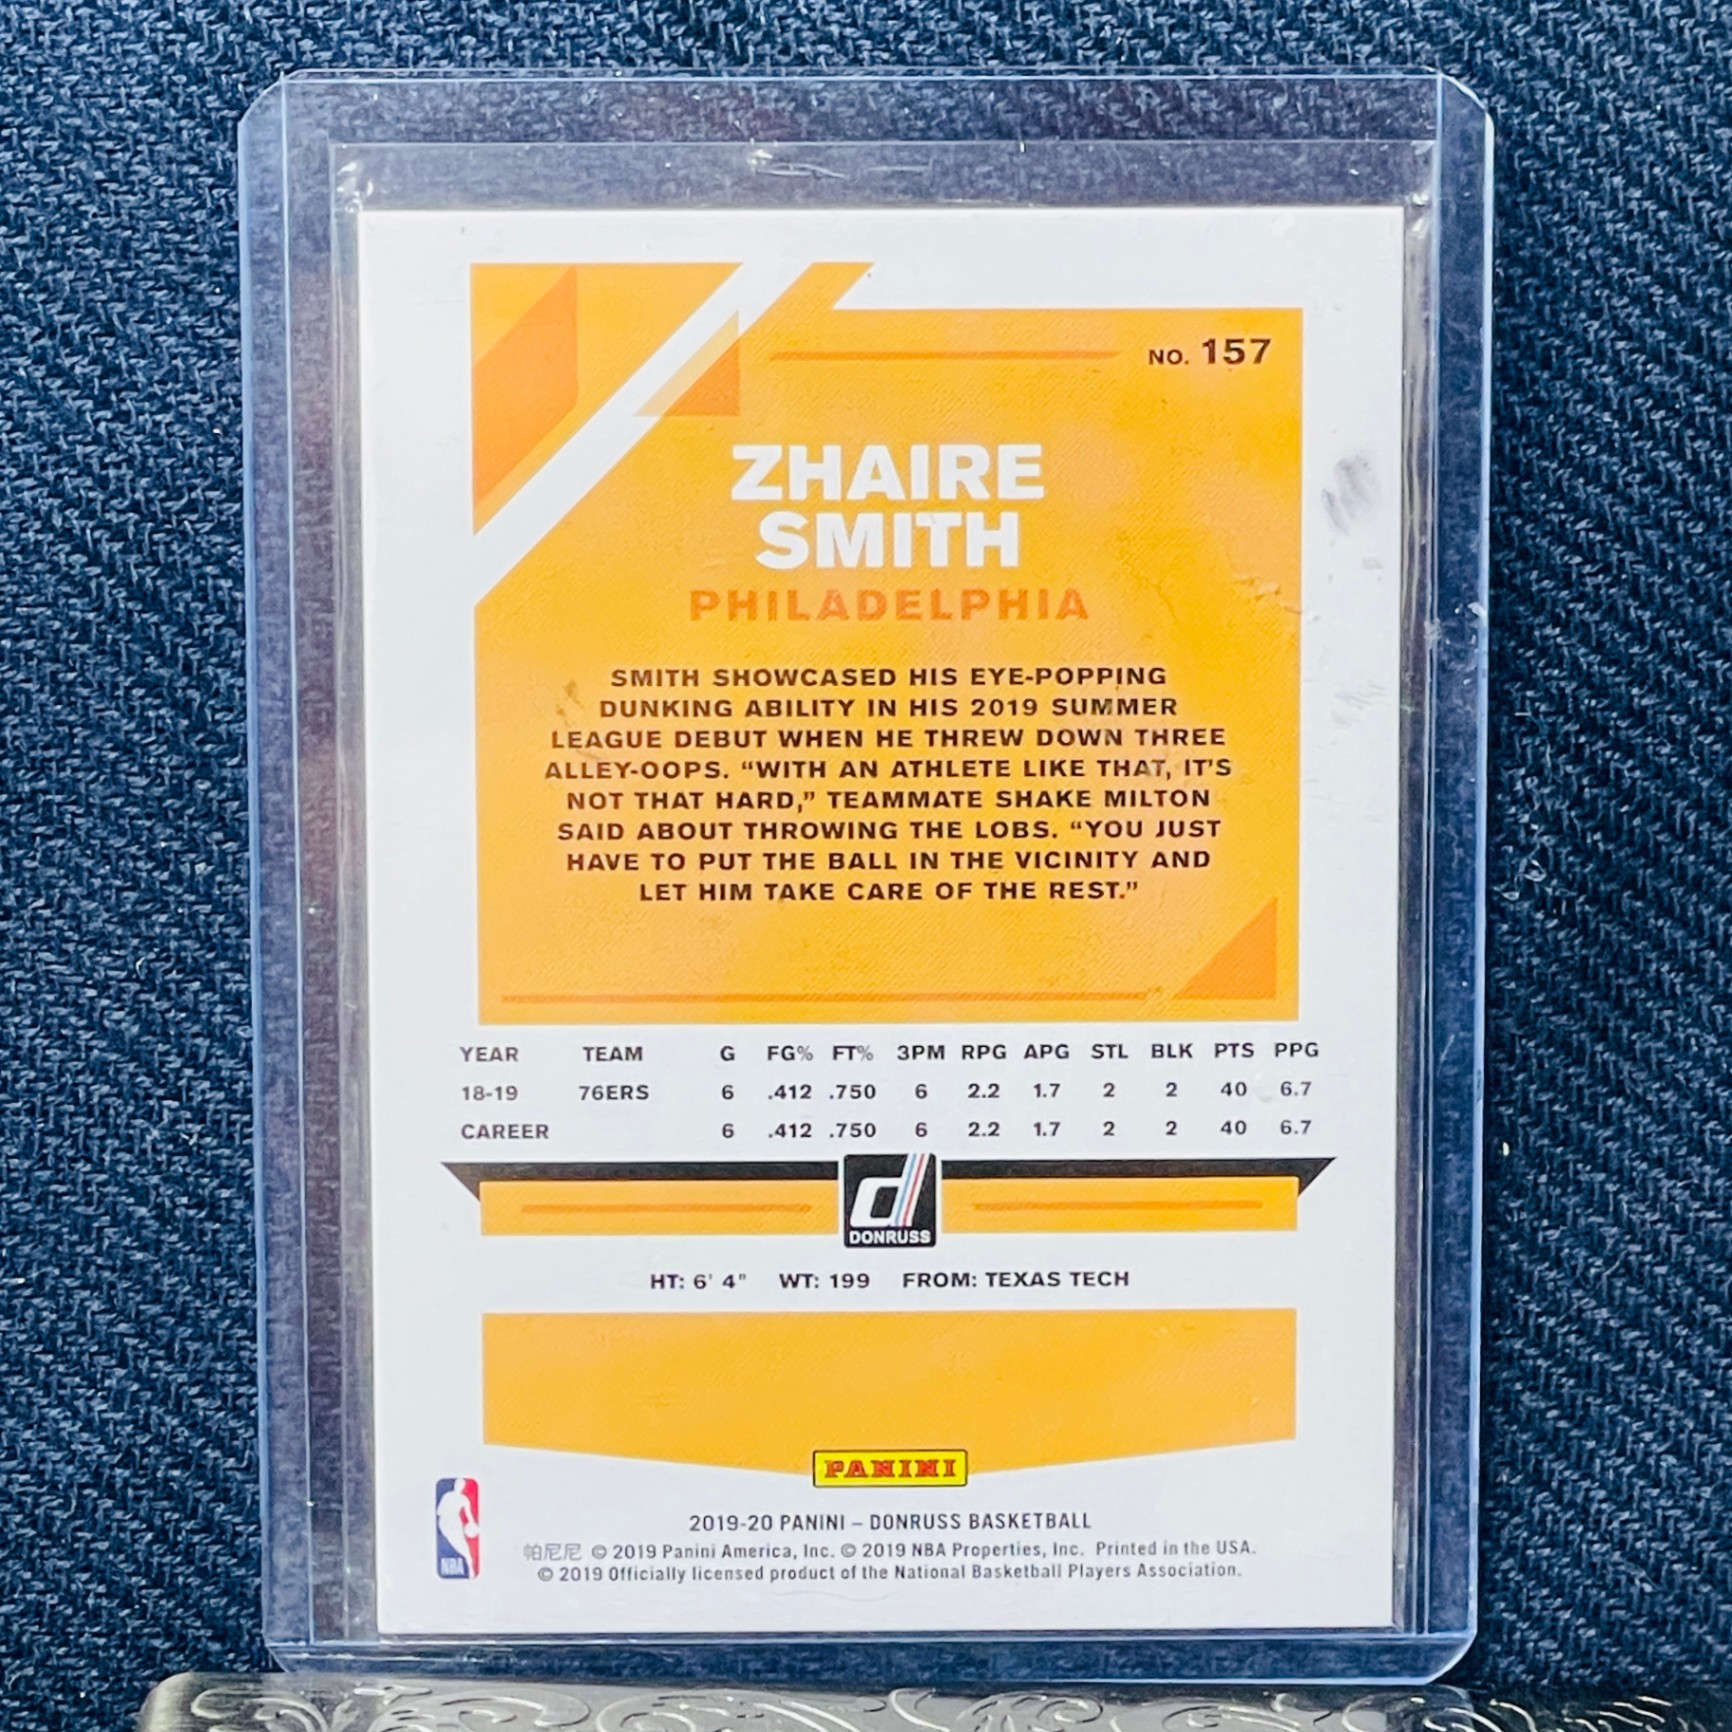 NO. 157
ZHAIRE
SMITH
PHILADELPHIA
SMITH SHOWCASED HIS EYE-POPPING
DUNKING ABILITY IN HIS 2019 SUMMER
LEAGUE DEBUT WHEN HE THREW DOWN THREE
ALLEY-OOPS. “WITH AN ATHLETE LIKE THAT, IT'S
NOT THAT HARD,” TEAMMATE SHAKE MILTON
SAID ABOUT THROWING THE LOBS. “YOU JUST
HAVE TO PUT THE BALL IN THE VICINITY AND
LET HIM TAKE CARE OF THE REST.”
YEAR TEAM G FG% FT% 3PM RPG APG STL BLK PTS PPG
18-19 76ERS 6 .412 .750 6 2.2 1.7 2 2 40 6.7
CAREER 6 .412 .750 6 2.2 1.7 2 2 40 6.7
d
DONRUSS
HT: 6' 4" WT: 199 FROM: TEXAS TECH
PANINI
NBA
2019-20 PANINI – DONRUSS BASKETBALL
帕尼尼 © 2019 Panini America, Inc. © 2019 NBA Properties, Inc. Printed in the USA.
© 2019 Officially licensed product of the National Basketball Players Association.